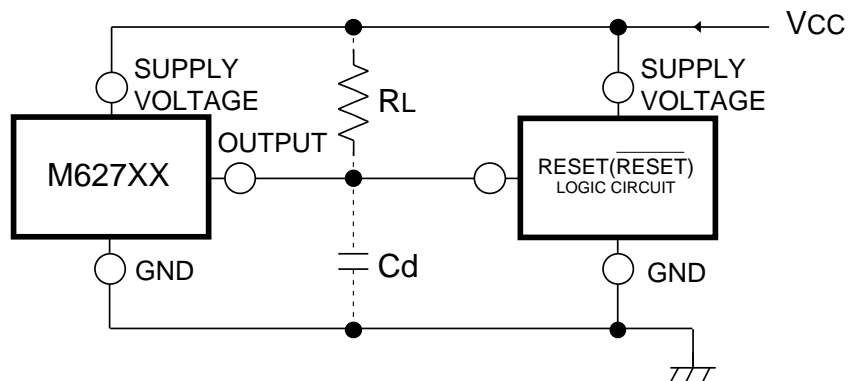 VCC
SUPPLY
VOLTAGE
RL
SUPPLY
VOLTAGE
OUTPUT
M627XX
RESET(RESET)
LOGIC CIRCUIT
GND
Cd
GND